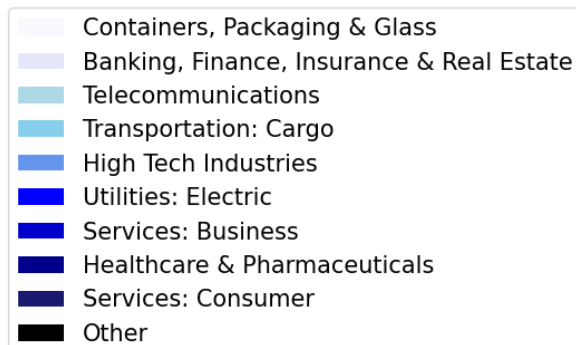 Containers, Packaging & Glass
Banking, Finance, Insurance & Real Estate
Telecommunications
Transportation: Cargo
High Tech Industries
Utilities: Electric
Services: Business
Healthcare & Pharmaceuticals
Services: Consumer
Other